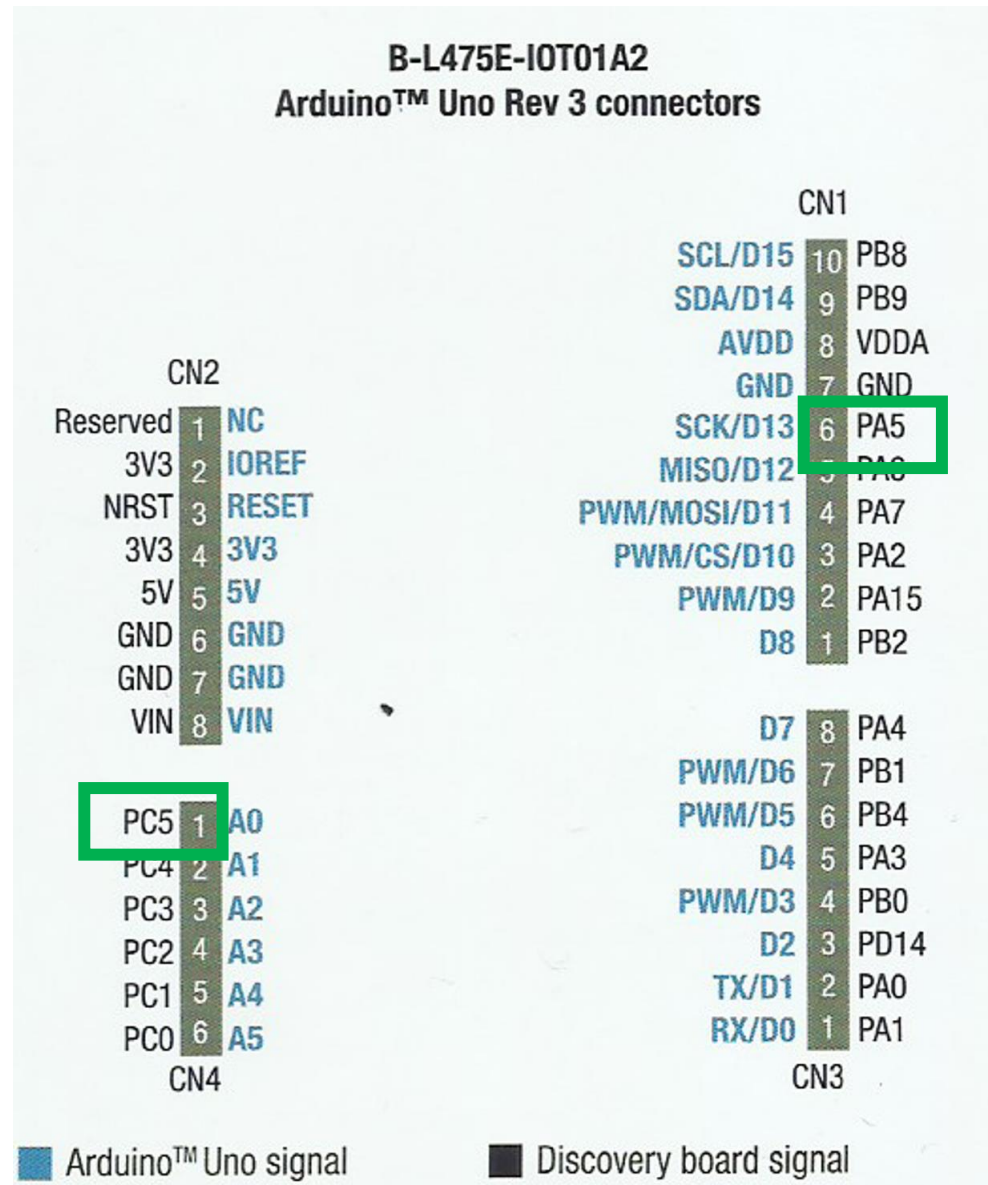 B-L475E-IOT01A2
Arduino™ Uno Rev 3 connectors
CN1
SCL/D15 10 PB8
SDA/D14 9 PB9
AVDD 8 VDDA
GND 7 GND
SCK/D13 6 PA5
MISO/D12 5 PA6
PWM/MOSI/D11 4 PA7
PWM/CS/D10 3 PA2
PWM/D9 2 PA15
D8 1 PB2
CN2
Reserved 1 NC
3V3 2 IOREF
NRST 3 RESET
3V3 4 3V3
5V 5 5V
GND 6 GND
GND 7 GND
VIN 8 VIN
PC5 1 A0
PC4 2 A1
PC3 3 A2
PC2 4 A3
PC1 5 A4
PC0 6 A5
CN4
D7 8 PA4
PWM/D6 7 PB1
PWM/D5 6 PB4
D4 5 PA3
PWM/D3 4 PB0
D2 3 PD14
TX/D1 2 PA0
RX/D0 1 PA1
CN3
Arduino™ Uno signal
Discovery board signal